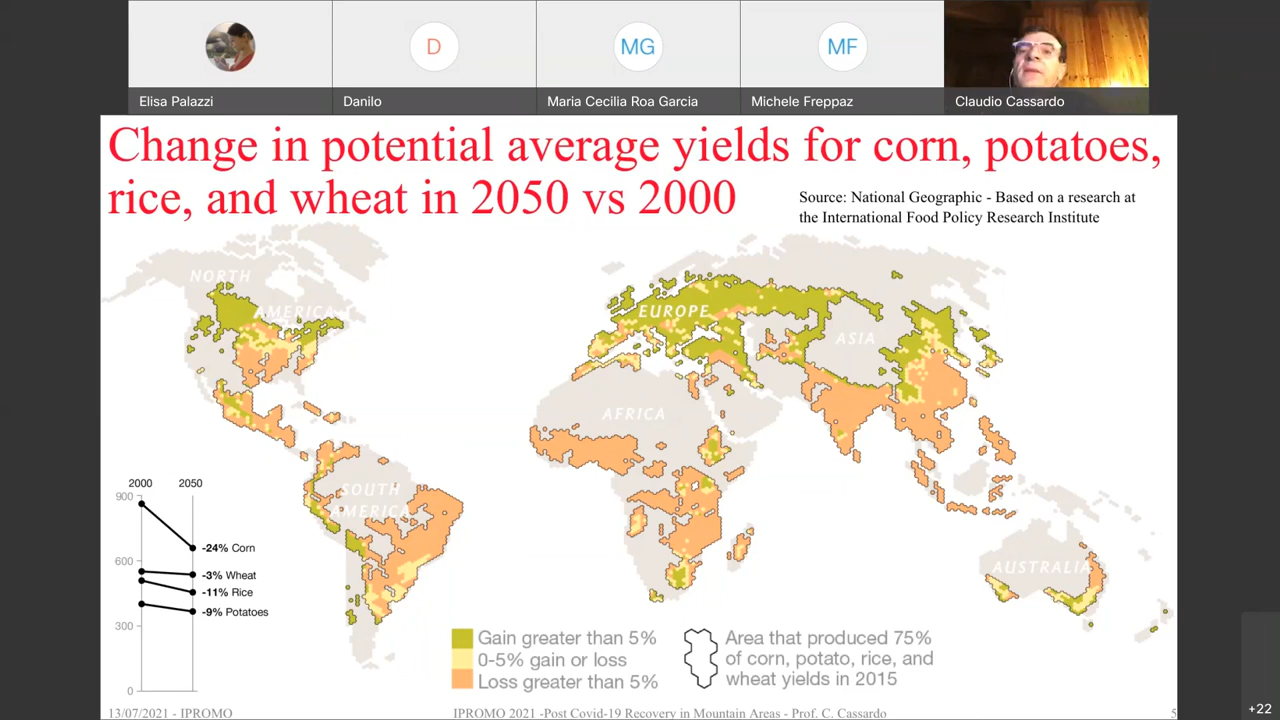 D
MG
MF
Elisa Palazzi
Danilo
Maria Cecilia Roa Garcia
Michele Freppaz
Claudio Cassardo
Change in potential average yields for corn, potatoes,
rice, and wheat in 2050 vs 2000
Source: National Geographic - Based on a research at
the International Food Policy Research Institute
NORTH
AMERICA
EUROPE
ASIA
AFRICA
SOUTH
AMERICA
AUSTRALIA
2000
2050
900
600
300
0
-24% Corn
-3% Wheat
-11% Rice
-9% Potatoes
Gain greater than 5%
0-5% gain or loss
Loss greater than 5%
Area that produced 75%
of corn, potato, rice, and
wheat yields in 2015
13/07/2021 - IPROMO
IPROMO 2021 -Post Covid-19 Recovery in Mountain Areas - Prof. C. Cassardo
5
+22